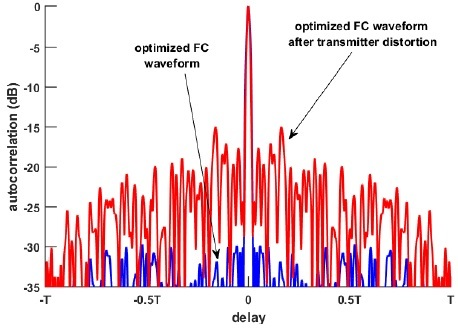 0
-5
-10
-15
-20
-25
-30
-35
autocorrelation (dB)
optimized FC
waveform
optimized FC waveform
after transmitter distortion
-T
-0.5T
0
0.5T
T
delay